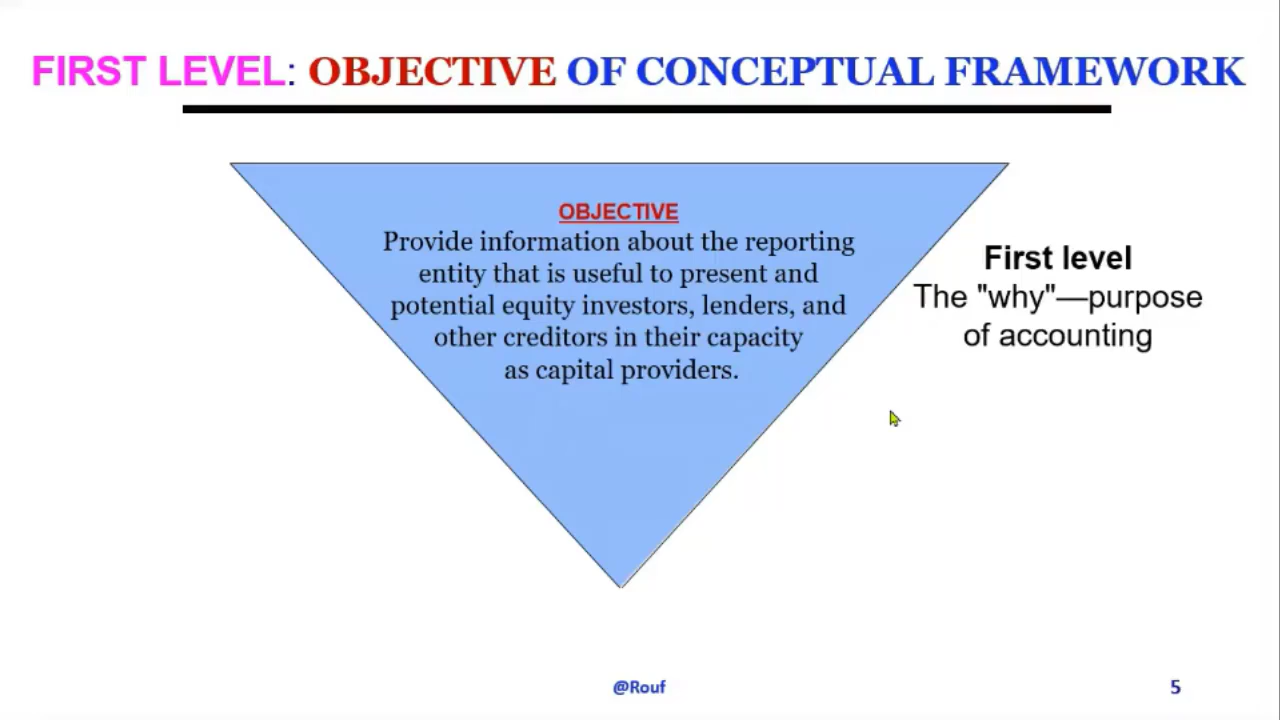 FIRST LEVEL: OBJECTIVE OF CONCEPTUAL FRAMEWORK
OBJECTIVE
Provide information about the reporting
entity that is useful to present and
potential equity investors, lenders, and
other creditors in their capacity
as capital providers.
First level
The "why"—purpose
of accounting
@Rouf
5